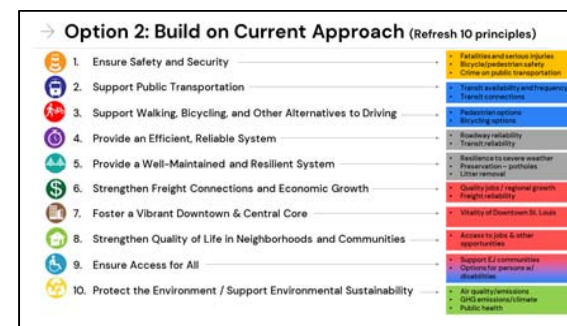 → Option 2: Build on Current Approach (Refresh 10 principles)
1. Ensure Safety and Security
• Fatalities and serious injuries
• Bicycle/pedestrian safety
• Crime on public transportation
2. Support Public Transportation
• Transit availability and frequency
• Transit connections
3. Support Walking, Bicycling, and Other Alternatives to Driving
• Pedestrian options
• Bicycling options
4. Provide an Efficient, Reliable System
• Roadway reliability
• Transit reliability
5. Provide a Well-Maintained and Resilient System
• Resilience to severe weather
• Preservation – potholes
• Litter removal
6. Strengthen Freight Connections and Economic Growth
• Quality jobs / regional growth
• Freight reliability
7. Foster a Vibrant Downtown & Central Core
• Vitality of Downtown St. Louis
8. Strengthen Quality of Life in Neighborhoods and Communities
• Access to jobs & other
opportunities
9. Ensure Access for All
• Support EJ communities
• Options for persons w/
disabilities
10. Protect the Environment / Support Environmental Sustainability
• Air quality/emissions
• GHG emissions/climate
• Public health